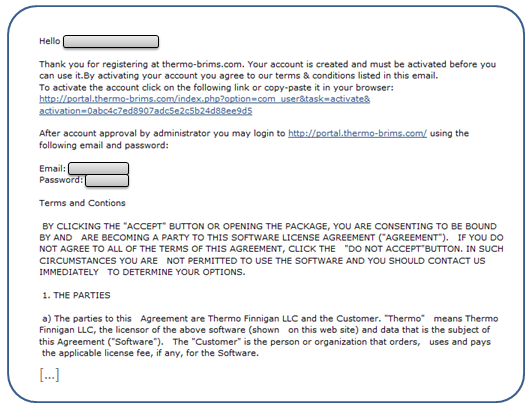 Hello
Thank you for registering at thermo-brims.com. Your account is created and must be activated before you
can use it.By activating your account you agree to our terms & conditions listed in this email.
To activate the account click on the following link or copy-paste it in your browser:
http://portal.thermo-brims.com/index.php?option=com_user&task=activate&
activation=0abc4c7ed8907adc5e2c5b24d88ee9d5
After account approval by administrator you may login to http://portal.thermo-brims.com/ using the
following email and password:
Email:
Password:
Terms and Contions
BY CLICKING THE "ACCEPT" BUTTON OR OPENING THE PACKAGE, YOU ARE CONSENTING TO BE BOUND
BY AND   ARE BECOMING A PARTY TO THIS SOFTWARE LICENSE AGREEMENT ("AGREEMENT").   IF YOU DO
NOT AGREE TO ALL OF THE TERMS OF THIS AGREEMENT, CLICK THE   "DO NOT ACCEPT"BUTTON. IN SUCH
CIRCUMSTANCES YOU ARE   NOT PERMITTED TO USE THE SOFTWARE AND YOU SHOULD CONTACT US
IMMEDIATELY   TO DETERMINE YOUR OPTIONS.
1. THE PARTIES
a) The parties to this   Agreement are Thermo Finnigan LLC and the Customer. "Thermo"   means Thermo
Finnigan LLC, the licensor of the above software (shown   on this web site) and data that is the subject of
this Agreement ("Software").   The "Customer" is the person or organization that orders,   uses and pays
the applicable license fee, if any, for the Software.
[...]